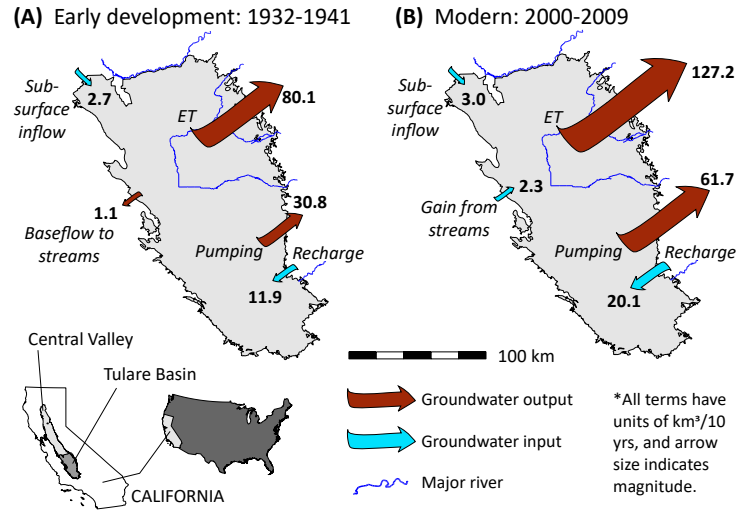 (A) Early development: 1932-1941
Sub-
surface
inflow
2.7
ET
80.1
1.1
Baseflow to
streams
30.8
Pumping
Recharge
11.9
(B) Modern: 2000-2009
Sub-
surface
inflow
3.0
ET
127.2
2.3
Gain from
streams
61.7
Pumping
Recharge
20.1
Central Valley
Tulare Basin
CALIFORNIA
100 km
Groundwater output
Groundwater input
Major river
*All terms have
units of km³/10
yrs, and arrow
size indicates
magnitude.